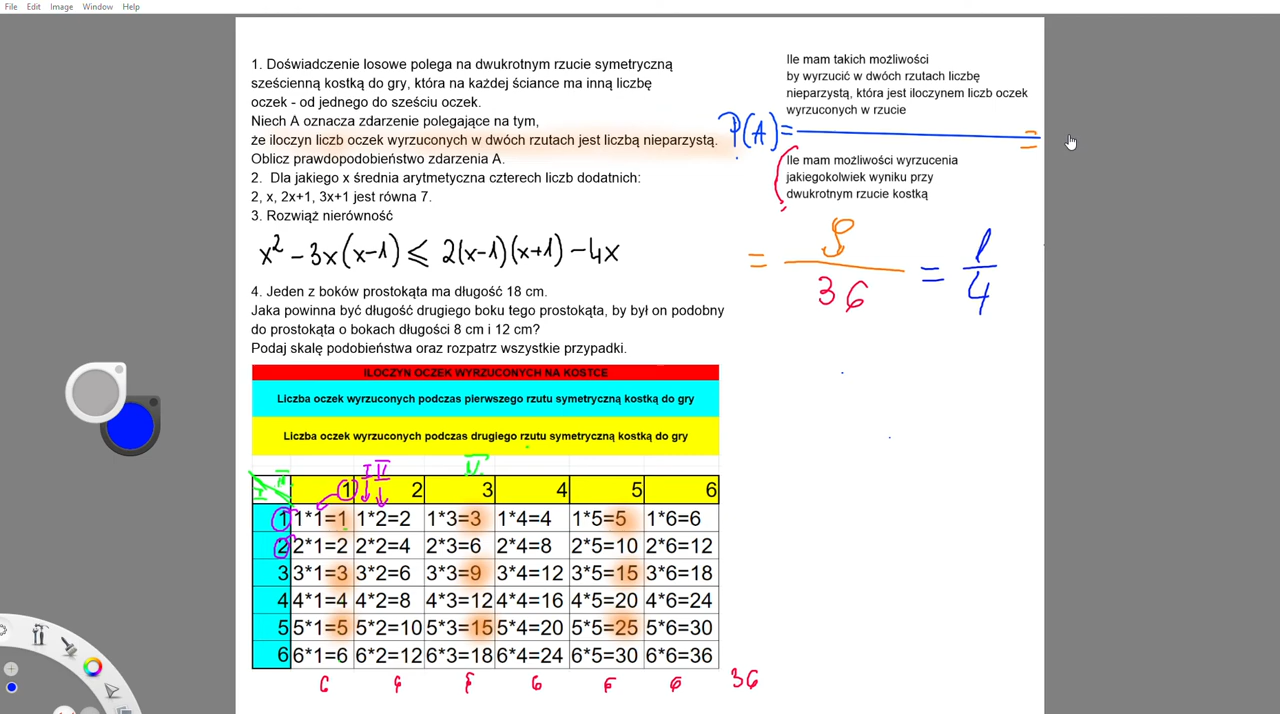 File Edit Image Window Help
1. Doświadczenie losowe polega na dwukrotnym rzucie symetryczną
sześcienną kostką do gry, która na każdej ściance ma inną liczbę
oczek - od jednego do sześciu oczek.
Niech A oznacza zdarzenie polegające na tym,
że iloczyn liczb oczek wyrzuconych w dwóch rzutach jest liczbą nieparzystą.
Oblicz prawdopodobieństwo zdarzenia A.
2. Dla jakiego x średnia arytmetyczna czterech liczb dodatnich:
2, x, 2x+1, 3x+1 jest równa 7.
3. Rozwiąż nierówność
x² -3x(x-1) ≤ 2(x-1)(x+1) -4x
4. Jeden z boków prostokąta ma długość 18 cm.
Jaka powinna być długość drugiego boku tego prostokąta, by był on podobny
do prostokąta o bokach długości 8 cm i 12 cm?
Podaj skalę podobieństwa oraz rozpatrz wszystkie przypadki.
Ile mam takich możliwości
by wyrzucić w dwóch rzutach liczbę
nieparzystą, która jest iloczynem liczb oczek
wyrzuconych w rzucie
P(A)= =
Ile mam możliwości wyrzucenia
jakiegokolwiek wyniku przy
dwukrotnym rzucie kostką
= 9/36 = 1/4
ILOCZYN OCZEK WYRZUCONYCH NA KOSTCE
Liczba oczek wyrzuconych podczas pierwszego rzutu symetryczną kostką do gry
Liczba oczek wyrzuconych podczas drugiego rzutu symetryczną kostką do gry
I II
1 2 3 4 5 6
1 1*1=1 1*2=2 1*3=3 1*4=4 1*5=5 1*6=6
2 2*1=2 2*2=4 2*3=6 2*4=8 2*5=10 2*6=12
3 3*1=3 3*2=6 3*3=9 3*4=12 3*5=15 3*6=18
4 4*1=4 4*2=8 4*3=12 4*4=16 4*5=20 4*6=24
5 5*1=5 5*2=10 5*3=15 5*4=20 5*5=25 5*6=30
6 6*1=6 6*2=12 6*3=18 6*4=24 6*5=30 6*6=36
6 6 6 6 6 6 36